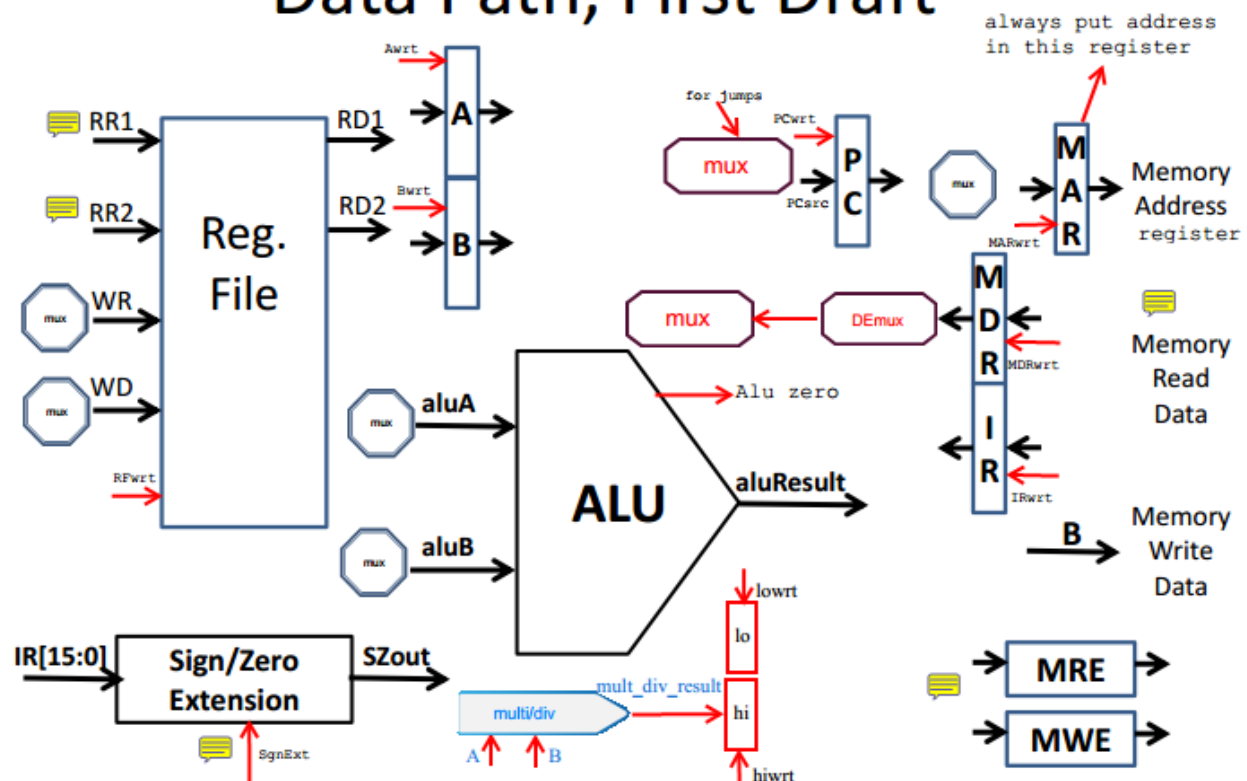 Data Path, First Draft
always put address
in this register
Awrt
A
RR1
RD1
for jumps
PCwrt
mux
P
C
PCsrc
mux
M
A
R
MARwrt
Memory
Address
register
RR2
Bwrt
RD2
B
Reg.
File
mux
WR
mux
DEmux
M
D
R
MDRwrt
Memory
Read
Data
mux
WD
mux
aluA
Alu zero
I
R
IRwrt
RFwrt
ALU
aluResult
B
Memory
Write
Data
mux
aluB
lowrt
lo
IR[15:0]
Sign/Zero
Extension
SZout
SgnExt
multi/div
mult_div_result
A
B
hi
hiwrt
MRE
MWE